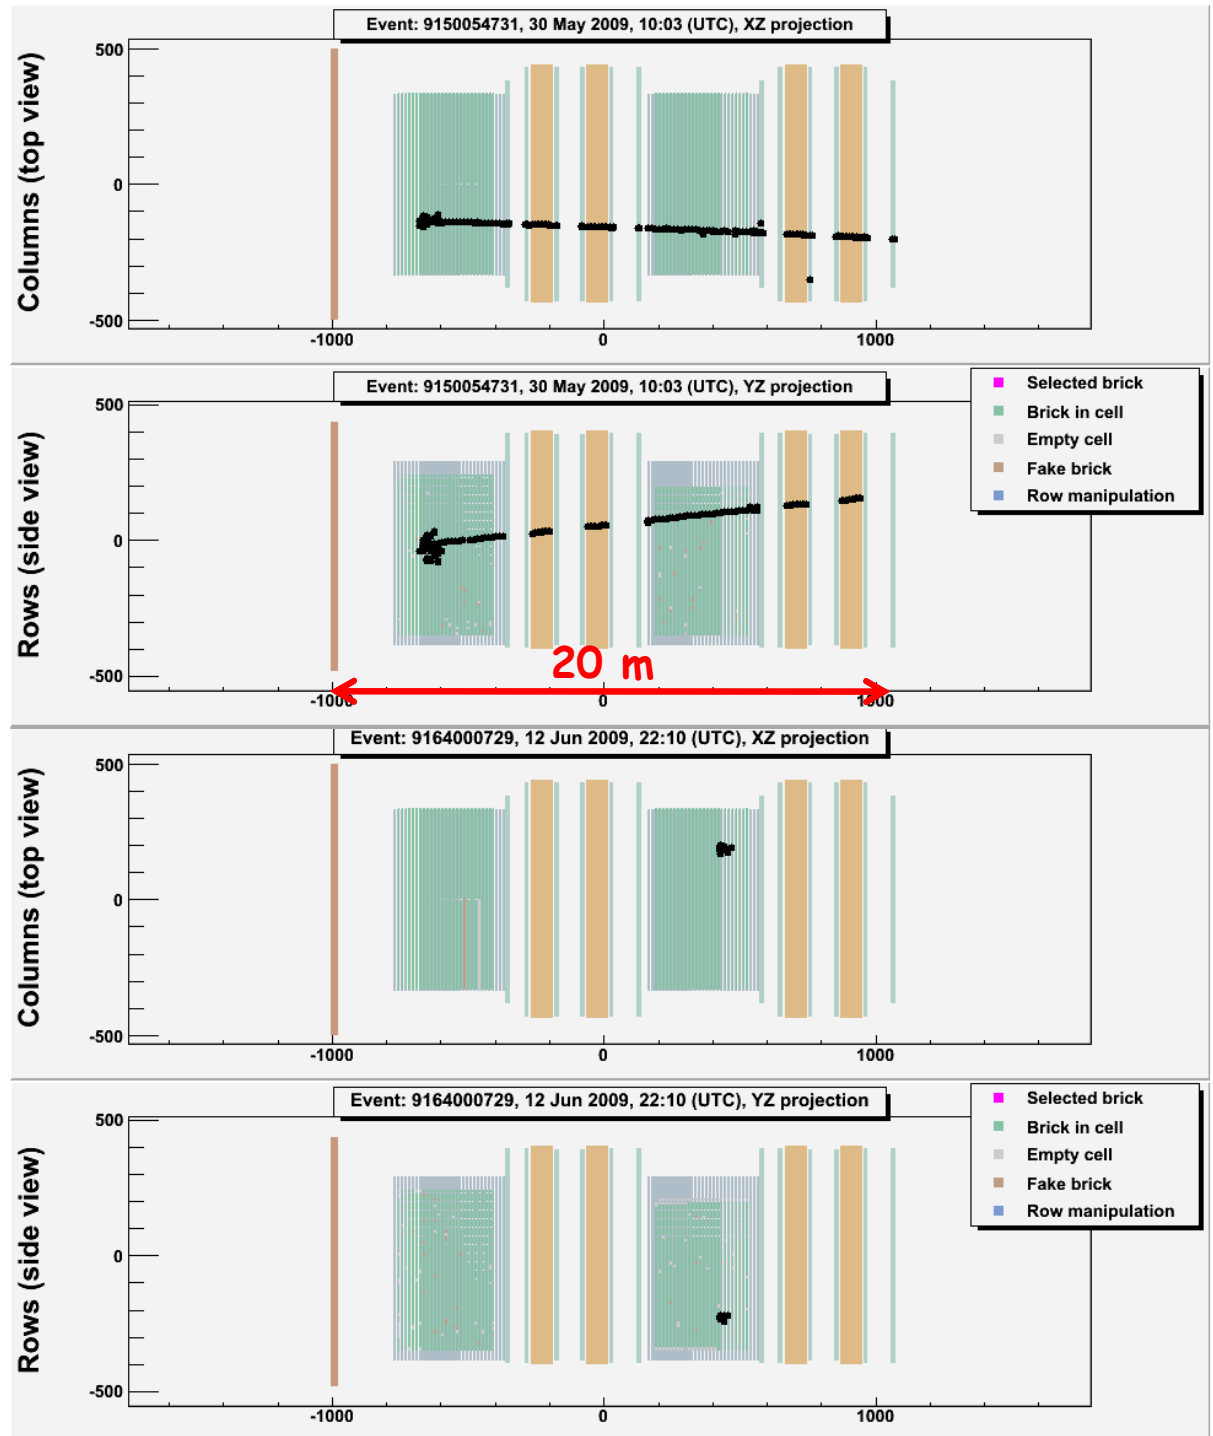 Event: 9150054731, 30 May 2009, 10:03 (UTC), XZ projection
Columns (top view)
500
0
-500
-1000
0
1000
Event: 9150054731, 30 May 2009, 10:03 (UTC), YZ projection
Rows (side view)
500
0
-500
-1000
0
1000
20 m
Selected brick
Brick in cell
Empty cell
Fake brick
Row manipulation
Event: 9164000729, 12 Jun 2009, 22:10 (UTC), XZ projection
Columns (top view)
500
0
-500
-1000
0
1000
Event: 9164000729, 12 Jun 2009, 22:10 (UTC), YZ projection
Rows (side view)
500
0
-500
-1000
0
1000
Selected brick
Brick in cell
Empty cell
Fake brick
Row manipulation